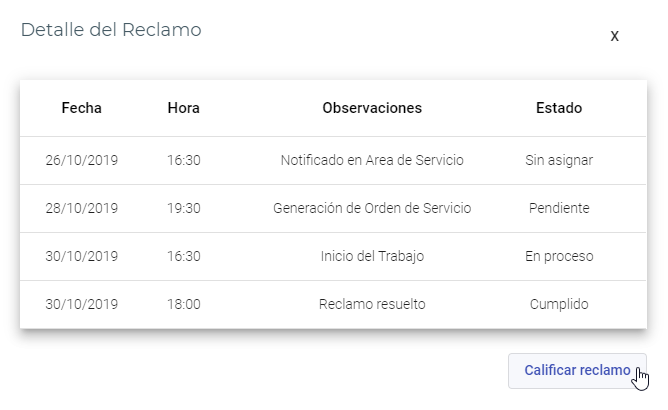 Detalle del Reclamo
X
Fecha Hora Observaciones Estado
26/10/2019 16:30 Notificado en Area de Servicio Sin asignar
28/10/2019 19:30 Generación de Orden de Servicio Pendiente
30/10/2019 16:30 Inicio del Trabajo En proceso
30/10/2019 18:00 Reclamo resuelto Cumplido
Calificar reclamo